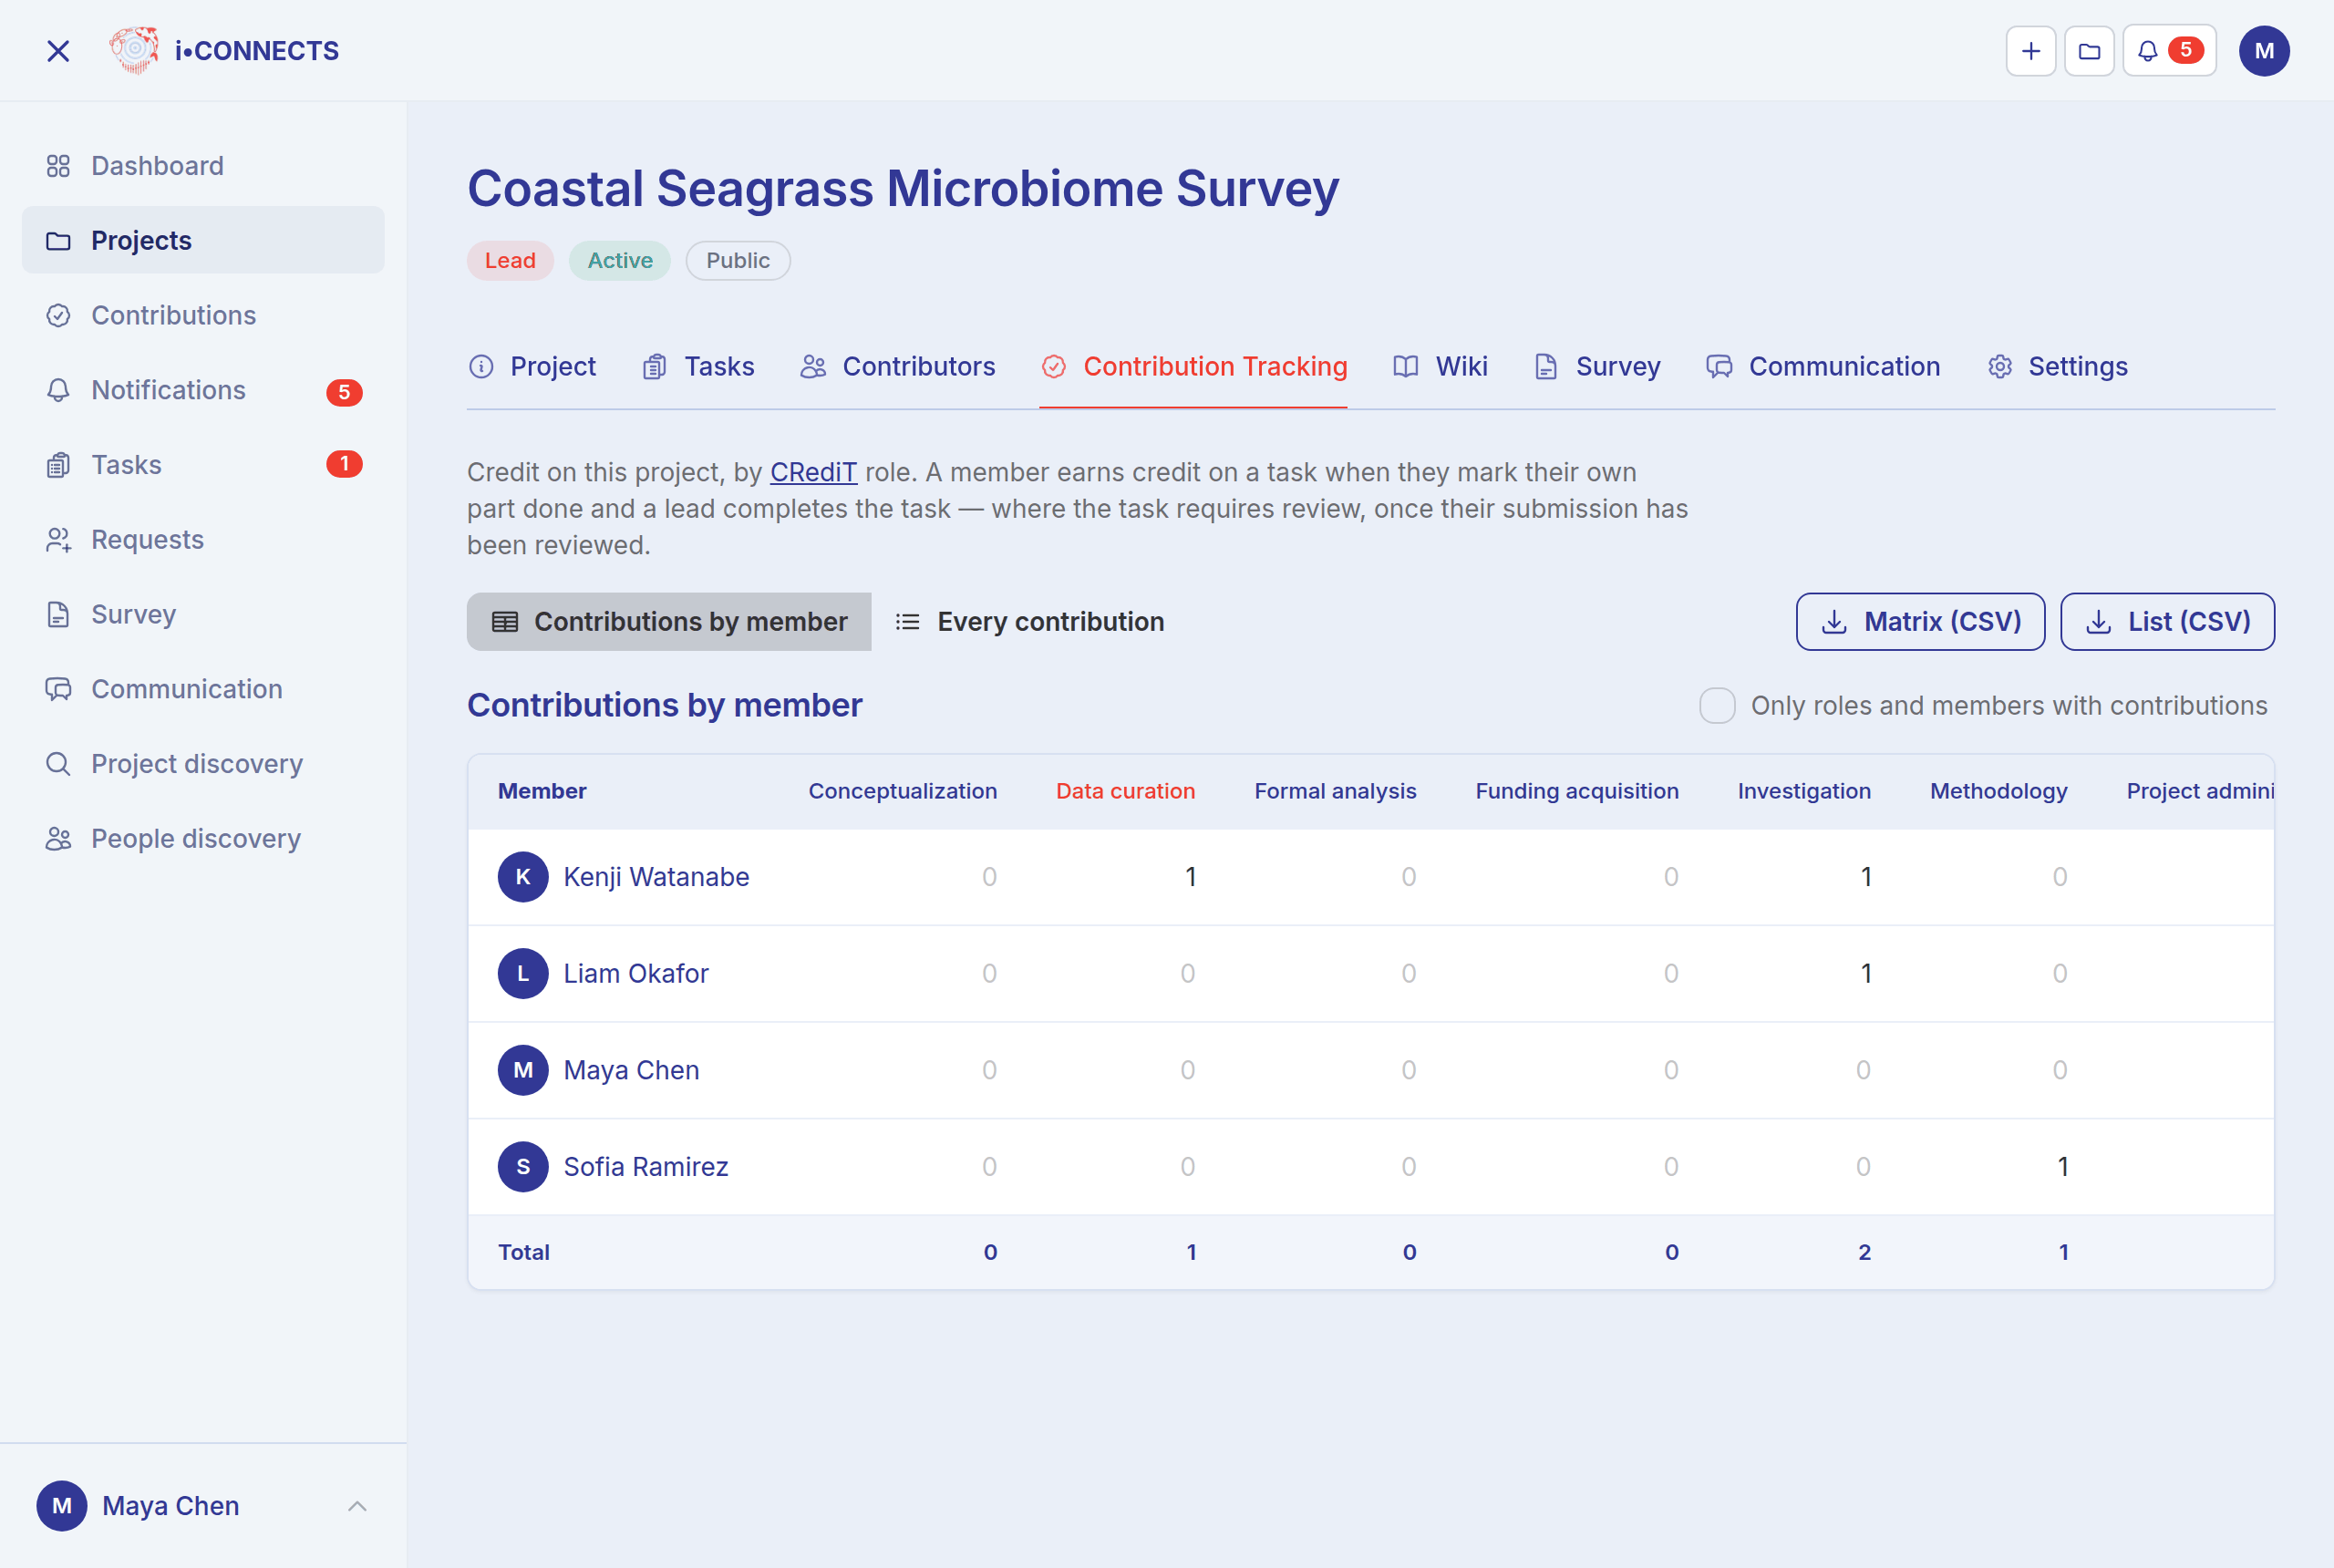 i•CONNECTS
5
M
Dashboard
Projects
Contributions
Notifications 5
Tasks 1
Requests
Survey
Communication
Project discovery
People discovery
M Maya Chen
Coastal Seagrass Microbiome Survey
Lead Active Public
Project Tasks Contributors Contribution Tracking Wiki Survey Communication Settings
Credit on this project, by CRediT role. A member earns credit on a task when they mark their own
part done and a lead completes the task — where the task requires review, once their submission has
been reviewed.
Contributions by member Every contribution Matrix (CSV) List (CSV)
Contributions by member Only roles and members with contributions
Member Conceptualization Data curation Formal analysis Funding acquisition Investigation Methodology Project admini
K Kenji Watanabe 0 1 0 0 1 0
L Liam Okafor 0 0 0 0 1 0
M Maya Chen 0 0 0 0 0 0
S Sofia Ramirez 0 0 0 0 0 1
Total 0 1 0 0 2 1